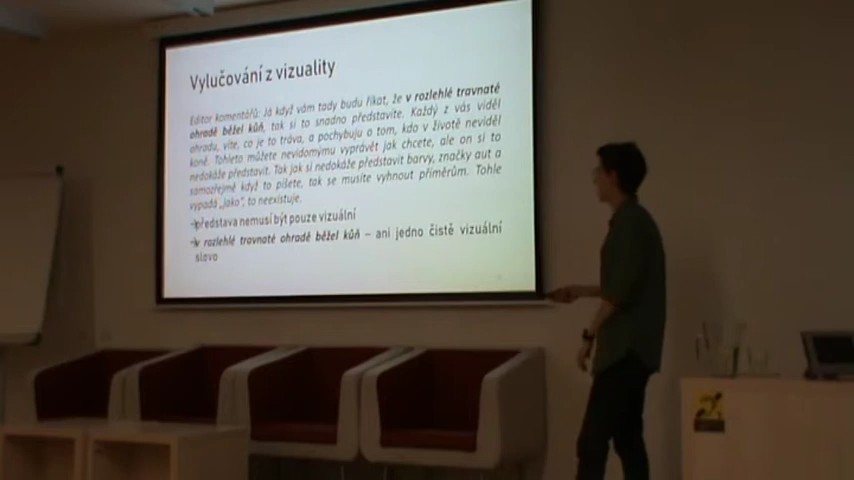 Vylučování z vizuality
Editor komentářů: Já když vám tady budu říkat, že v rozlehlé travnaté
ohradě běžel kůň, tak si to snadno představíte. Každý z vás viděl
ohradu, víte, co je to tráva, a pochybuju o tom, kdo v životě neviděl
koně. Tohleto můžete nevidomýmu vyprávět jak chcete, ale on si to
nedokáže představit. Tak jak si nedokáže představit barvy, značky aut a
samozřejmě když to píšete, tak se musíte vyhnout příměrům. Tohle
vypadá „jako“, to neexistuje.
představa nemusí být pouze vizuální
v rozlehlé travnaté ohradě běžel kůň – ani jedno čistě vizuální
slovo